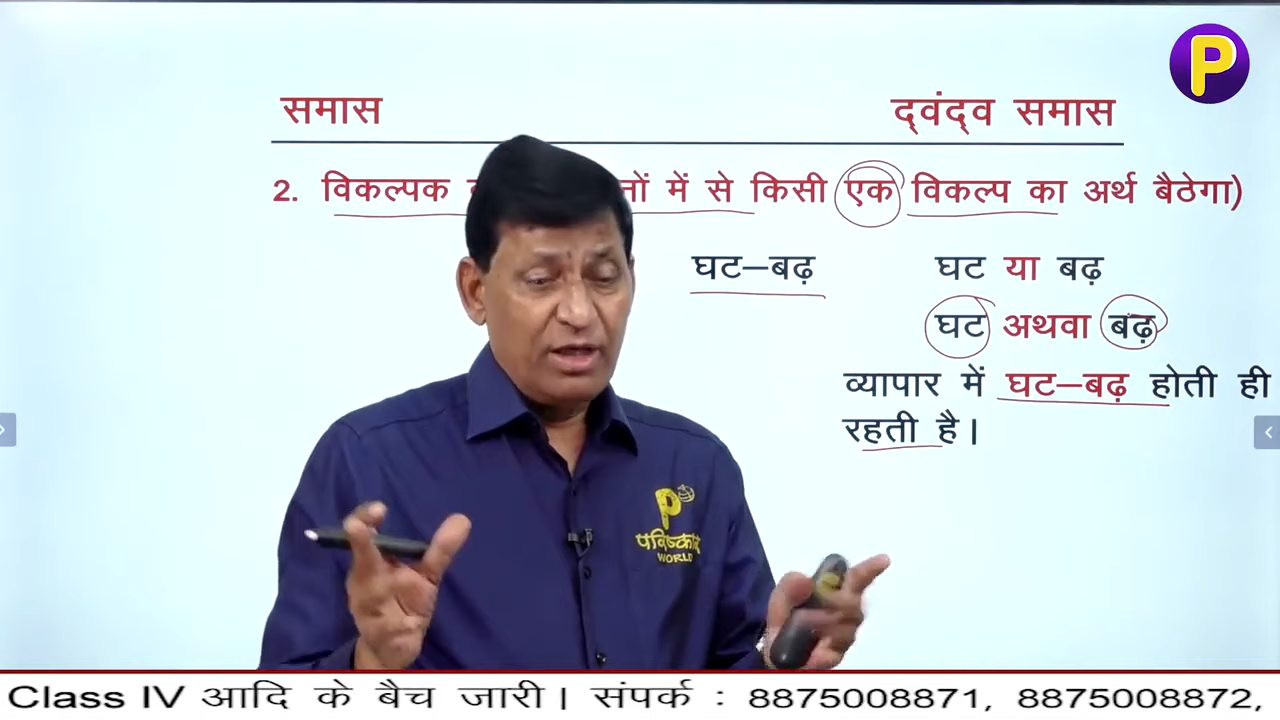 P
समास द्वंद्व समास
2. विकल्पक में से किसी एक विकल्प का अर्थ बैठेगा)
घट–बढ़ घट या बढ़
घट अथवा बढ़
व्यापार में घट–बढ़ होती ही
रहती है।
P
WORLD
Class IV आदि के बैच जारी। संपर्क : 8875008871, 8875008872,